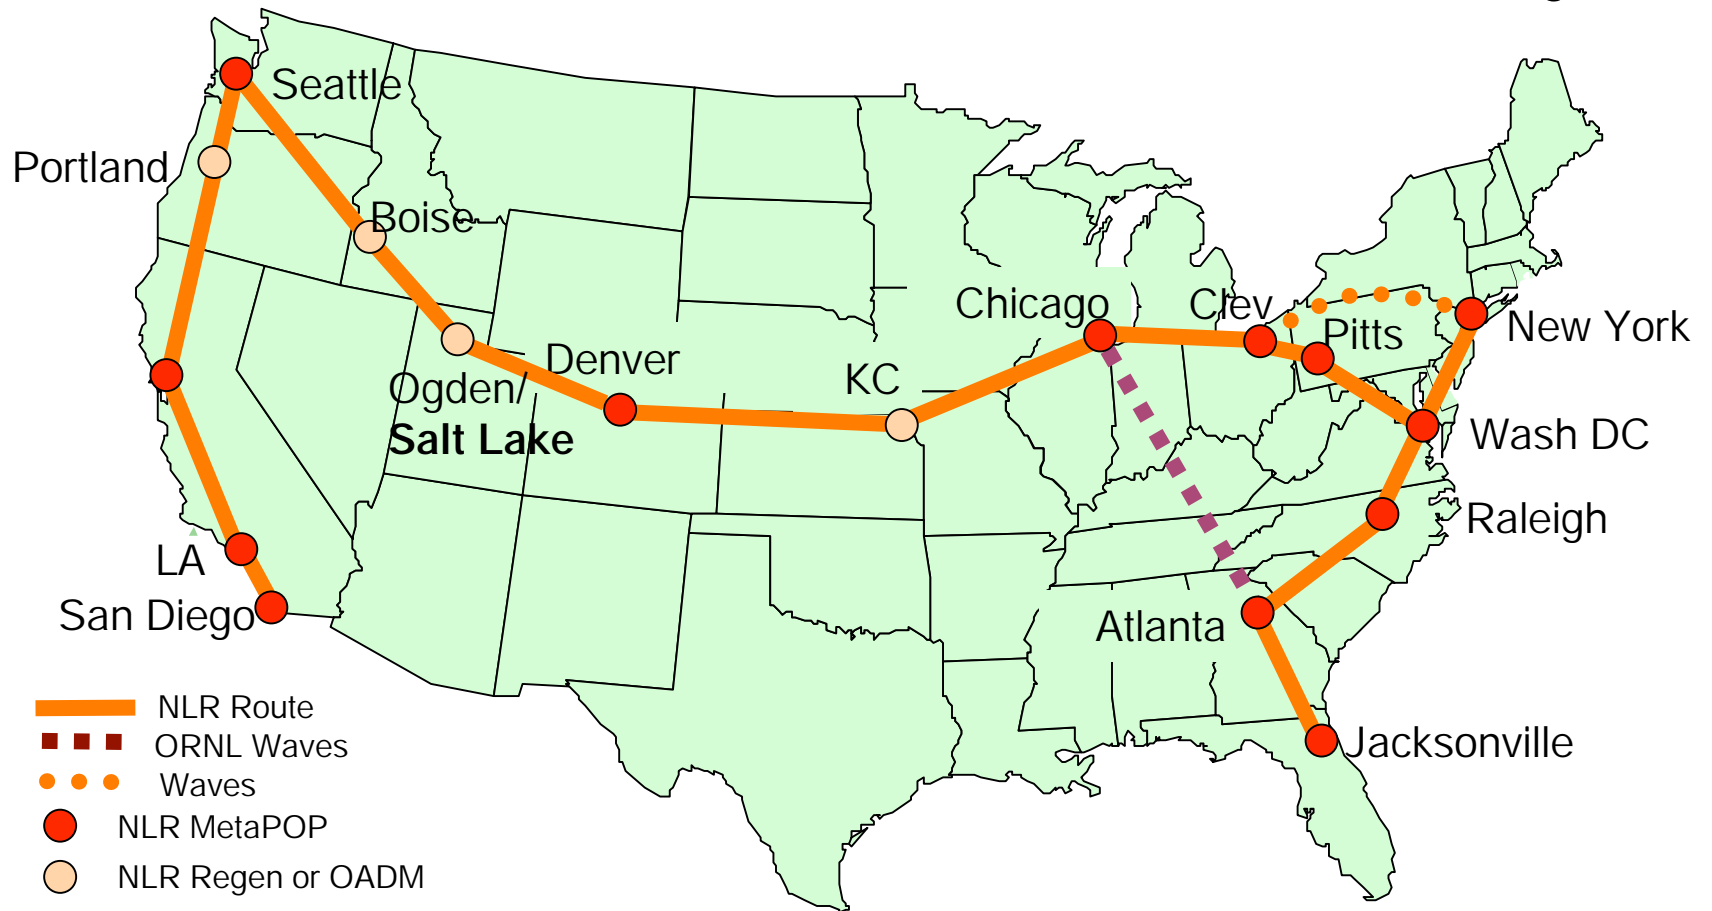 Seattle
Portland
Boise
Chicago
Clev
New York
Pitts
Denver
KC
Ogden/
Salt Lake
Wash DC
Raleigh
LA
San Diego
Atlanta
NLR Route
ORNL Waves
Jacksonville
Waves
NLR MetaPOP
NLR Regen or OADM